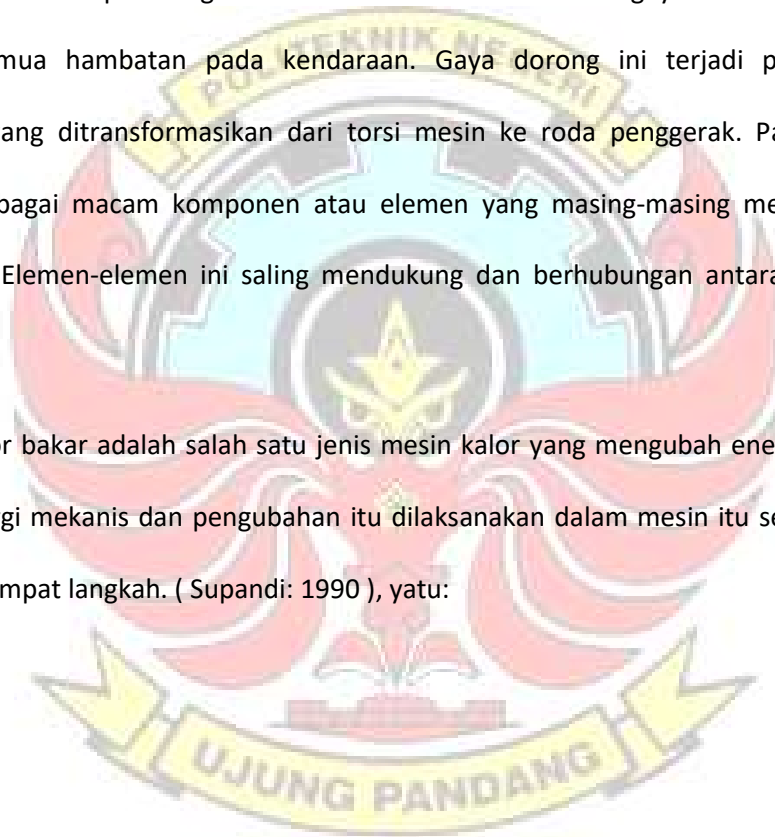 mua hambatan pada kendaraan. Gaya dorong ini terjadi p
POLITEKNIK NEGERI
ang ditransformasikan dari torsi mesin ke roda penggerak. Pa
bagai macam komponen atau elemen yang masing-masing me
Elemen-elemen ini saling mendukung dan berhubungan antara
or bakar adalah salah satu jenis mesin kalor yang mengubah ene
rgi mekanis dan pengubahan itu dilaksanakan dalam mesin itu se
mpat langkah. ( Supandi: 1990 ), yatu:
UJUNG PANDANG